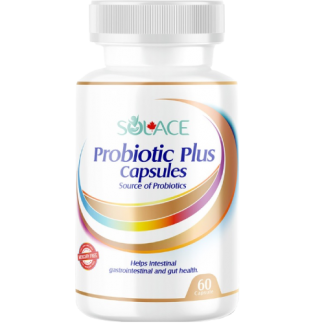 SOLACE
Probiotic Plus
Capsules
Source of Probiotics
Helps intestinal
gastrointestinal and gut health.
60